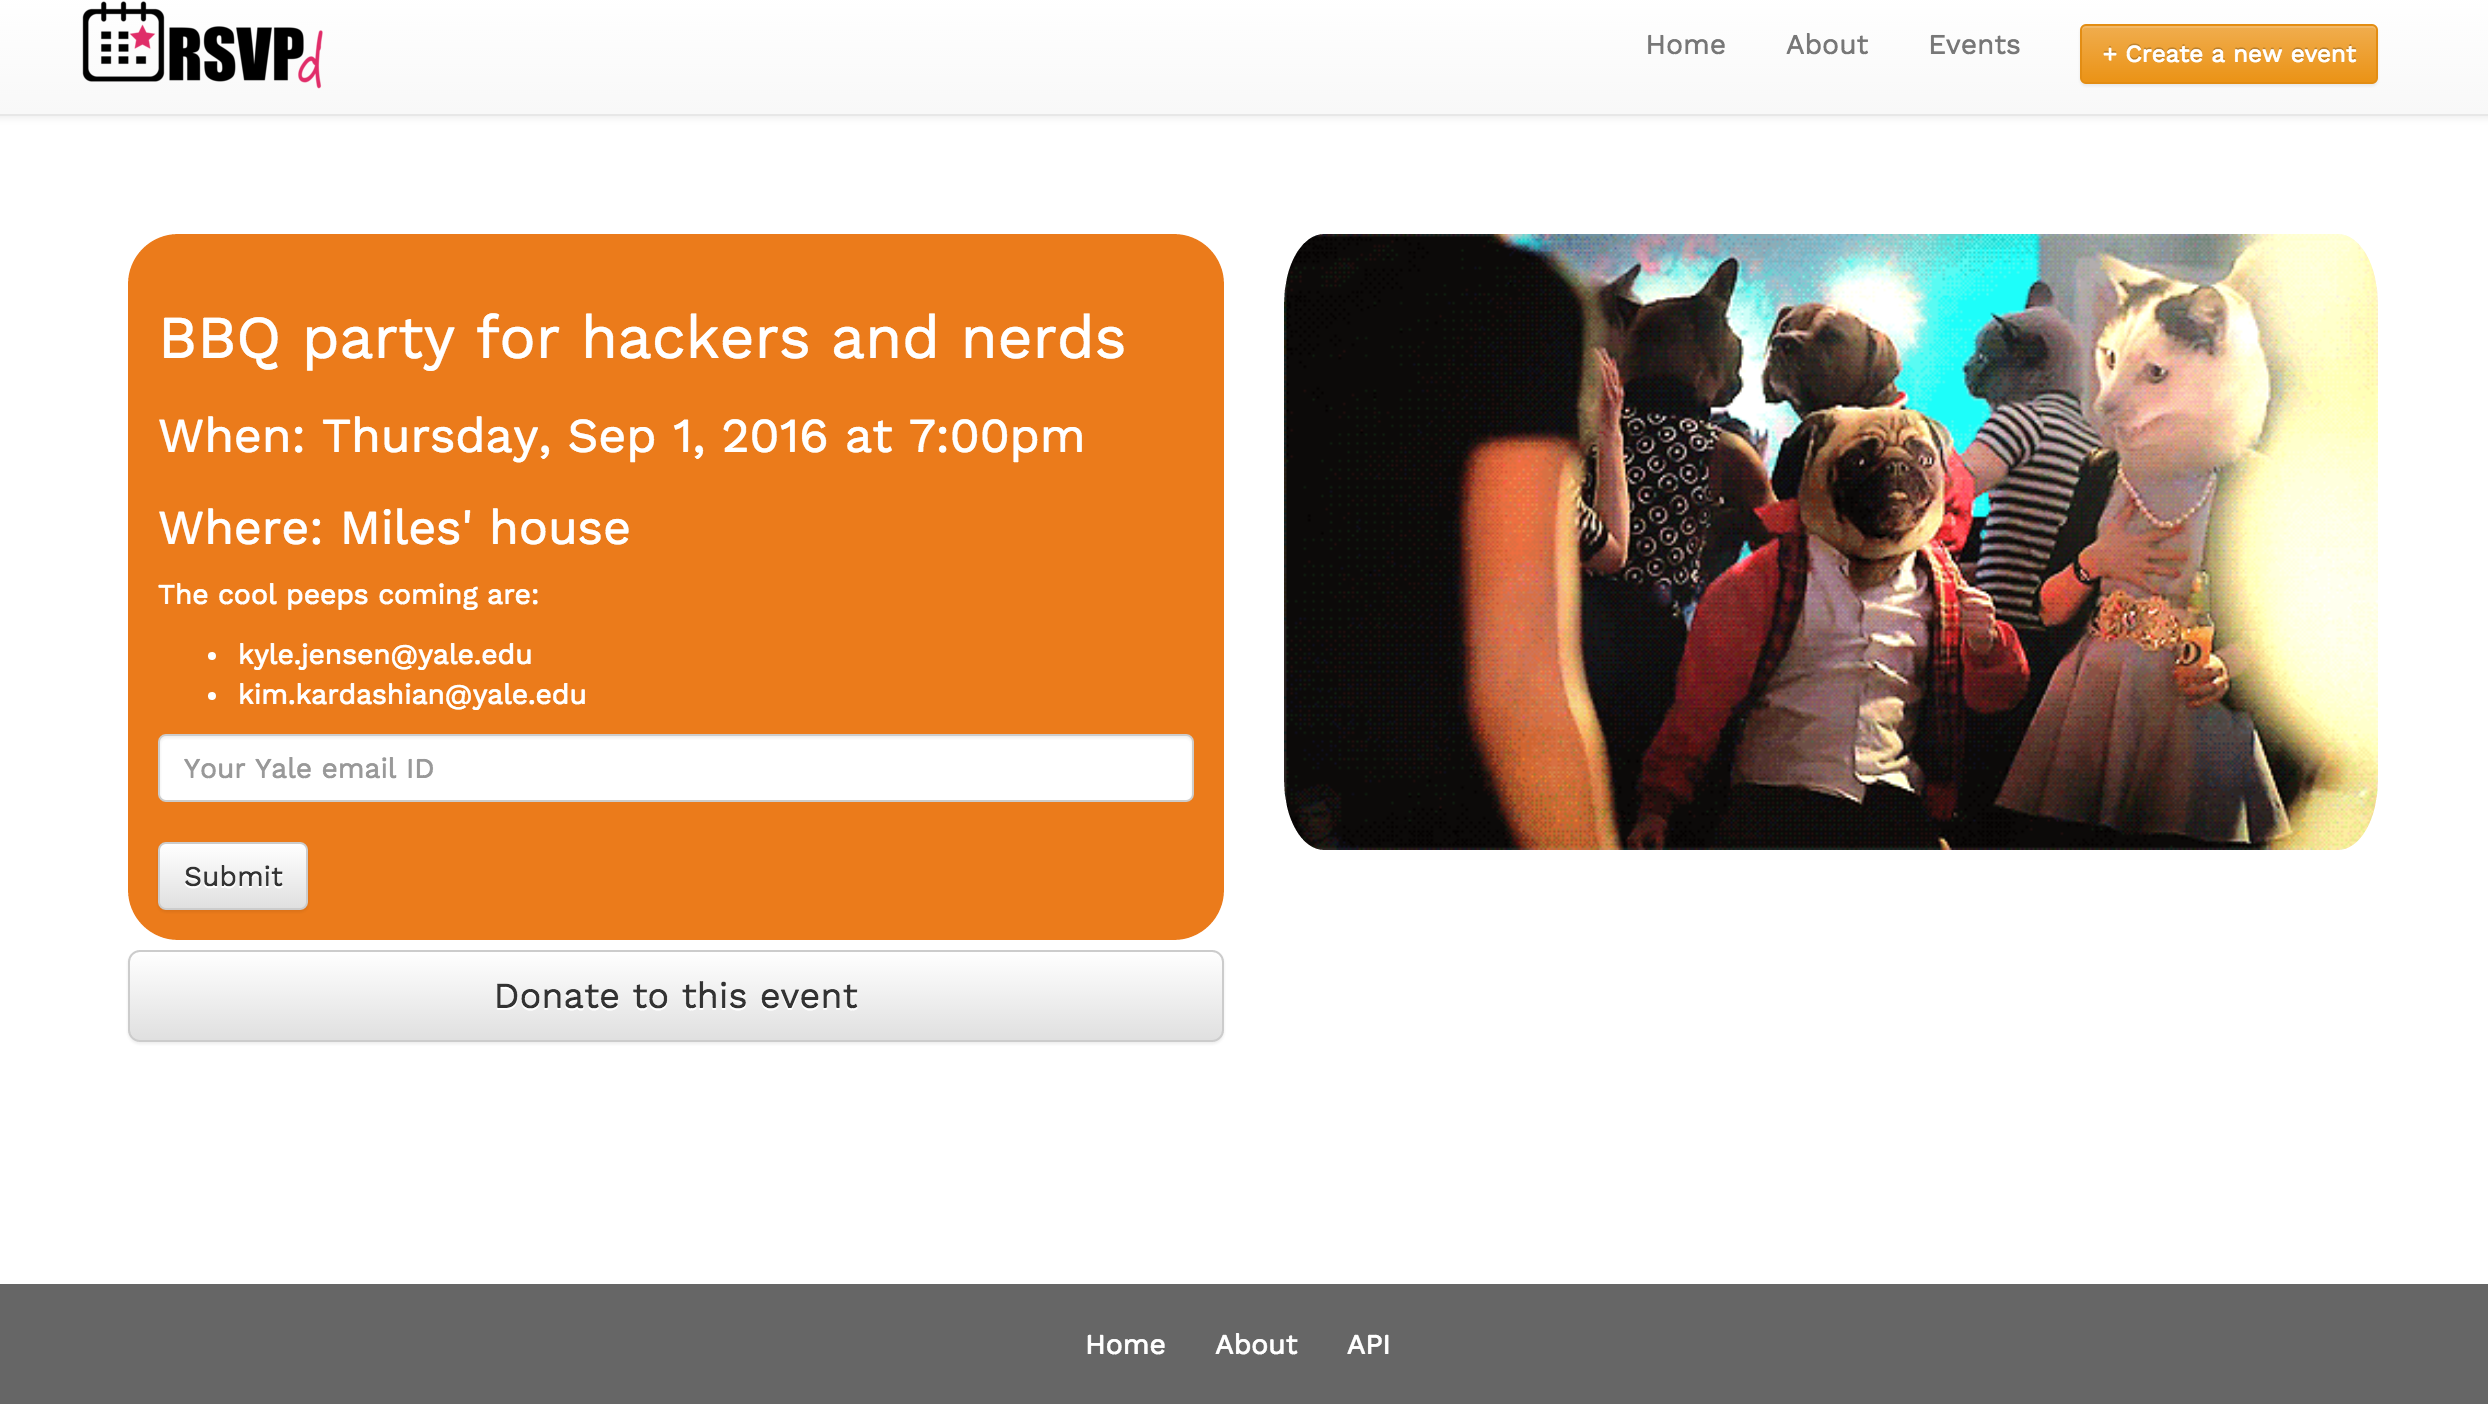 RSVPd
Home
About
Events
+ Create a new event
BBQ party for hackers and nerds
When: Thursday, Sep 1, 2016 at 7:00pm
Where: Miles' house
The cool peeps coming are:
• kyle.jensen@yale.edu
• kim.kardashian@yale.edu
Your Yale email ID
Submit
Donate to this event
Home
About
API